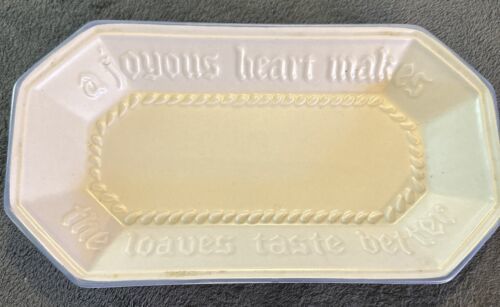 a joyous heart makes
the loaves taste better